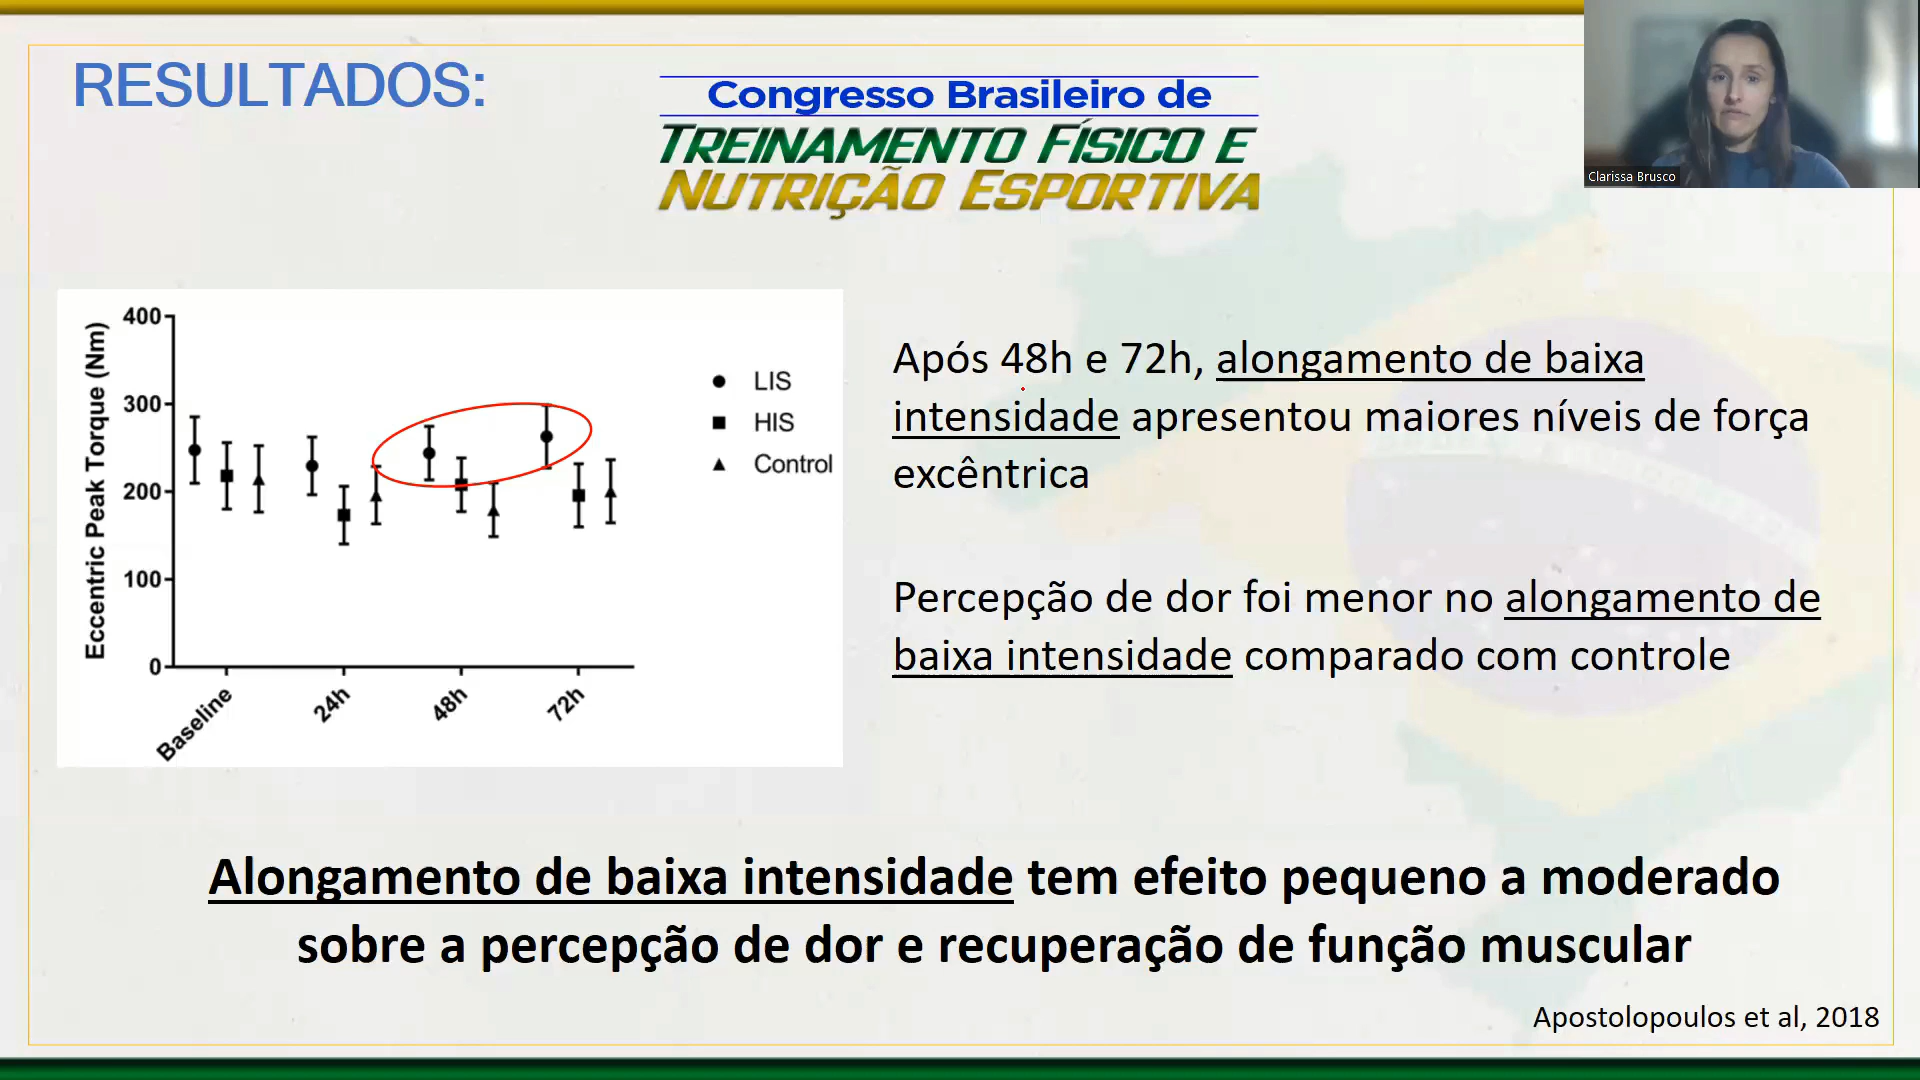 RESULTADOS:
Congresso Brasileiro de
TREINAMENTO FÍSICO E
NUTRIÇÃO ESPORTIVA
Clarissa Brusco
Eccentric Peak Torque (Nm)
400
300
200
100
0
Baseline
24h
48h
72h
LIS
HIS
Control
Após 48h e 72h, alongamento de baixa
intensidade apresentou maiores níveis de força
excêntrica
Percepção de dor foi menor no alongamento de
baixa intensidade comparado com controle
Alongamento de baixa intensidade tem efeito pequeno a moderado
sobre a percepção de dor e recuperação de função muscular
Apostolopoulos et al, 2018